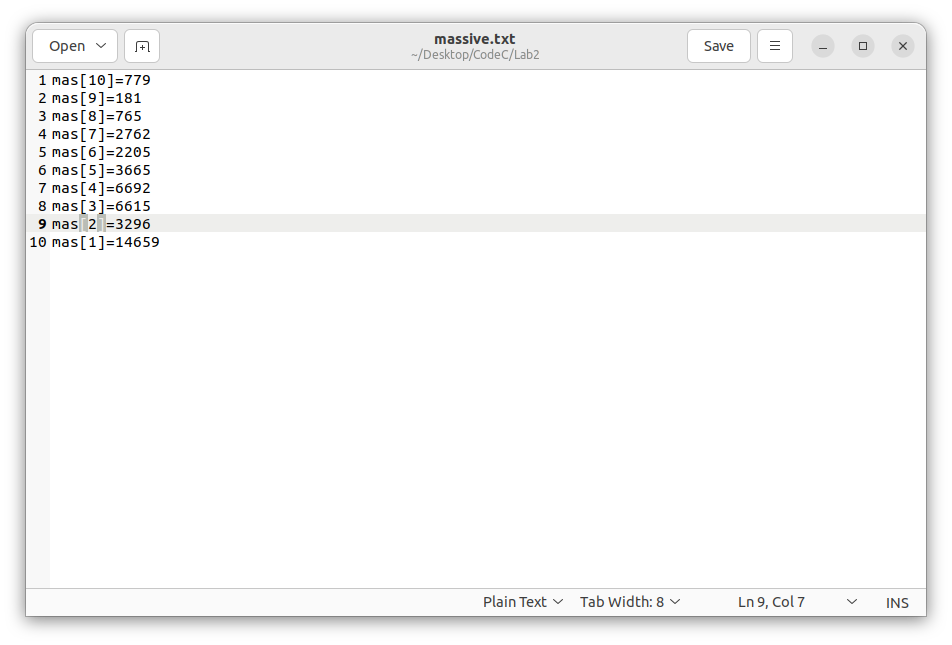 Open
massive.txt
~/Desktop/CodeC/Lab2
Save
1 mas[10]=779
2 mas[9]=181
3 mas[8]=765
4 mas[7]=2762
5 mas[6]=2205
6 mas[5]=3665
7 mas[4]=6692
8 mas[3]=6615
9 mas[2]=3296
10 mas[1]=14659
Plain Text Tab Width: 8 Ln 9, Col 7 INS